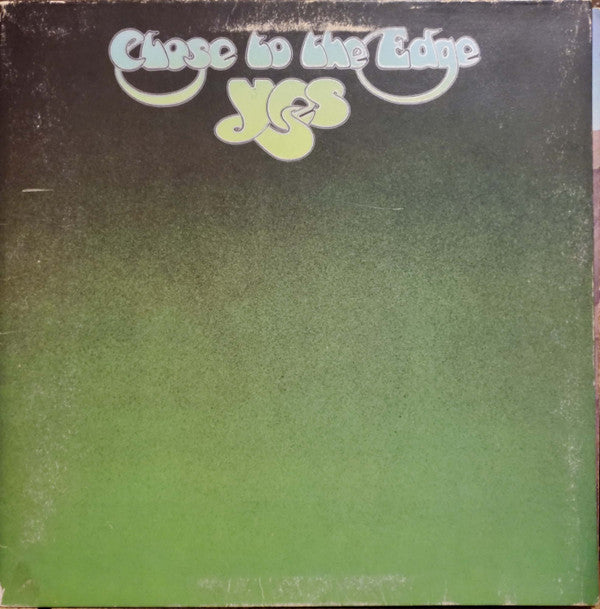 Close to the Edge
Yes